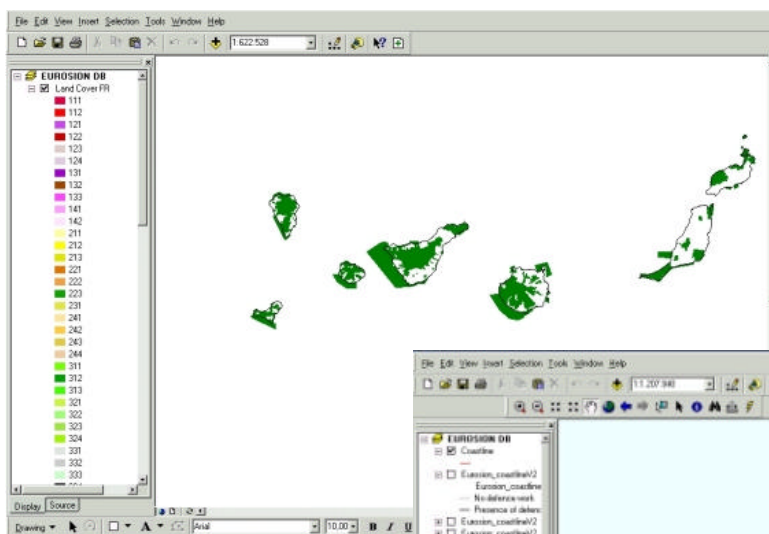 File Edit View Insert Selection Tools Window Help
1:622.528
EUROSION DB
Land Cover FR
111
112
121
122
123
124
131
132
133
141
142
211
212
213
221
222
223
231
241
242
243
244
311
312
313
321
322
323
324
331
332
333
Display Source
Drawing A Arial 10,00 B I U
File Edit View Insert Selection Tools Window Help
1:1.207.948
EUROSION DB
Coastline
Eurosion_coastlineV2
Eurosion_coastline
No defence work
Presence of defenc
Eurosion_coastlineV2
Eurosion_coastlineV2